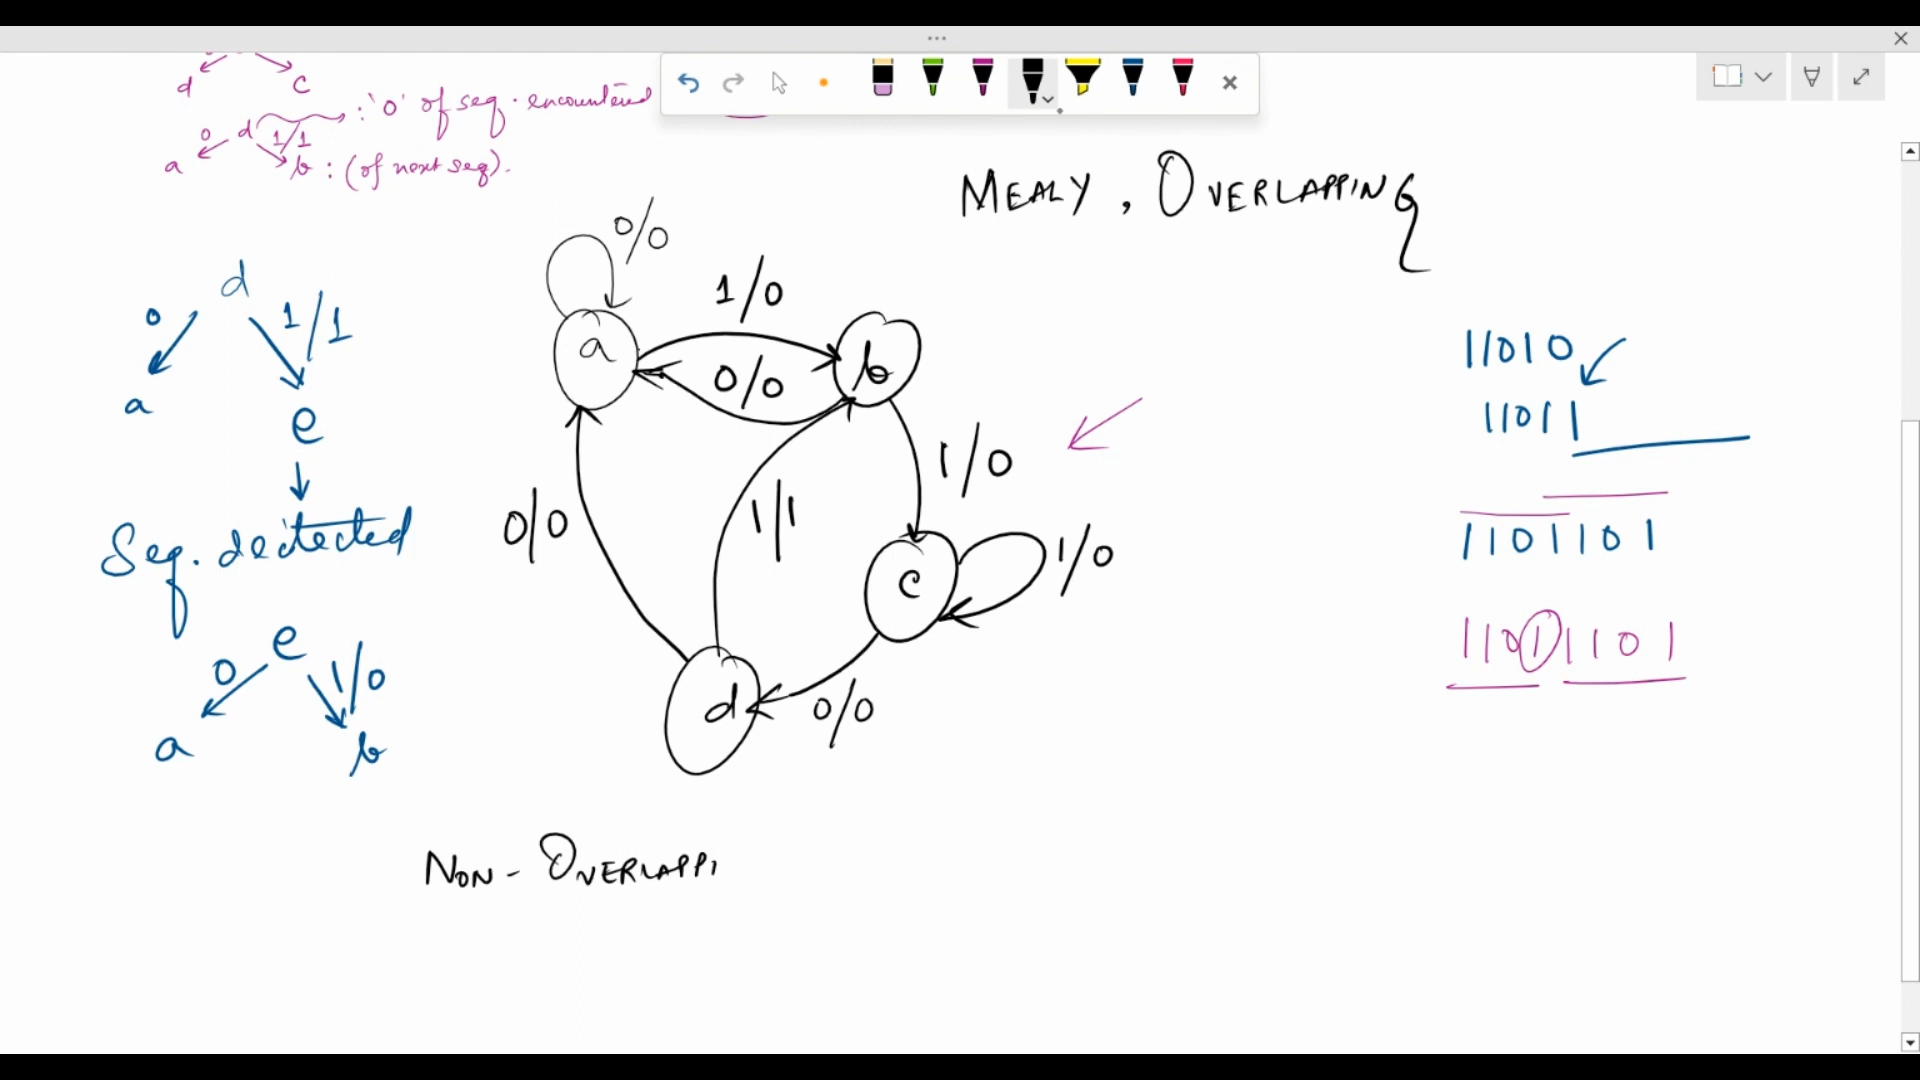 d c
: '0' of seq. encountered
0 d 1/1
a b : (of next seq).
MEALY, OVERLAPPING
0/0
d
0 1/1
a
e
Seq. detected
e
0 1/0
a b
a
1/0
b
0/0
1/0
0/0
1/1
c
1/0
d
0/0
11010
11011
1101101
11011101
NON-OVERLAPPI